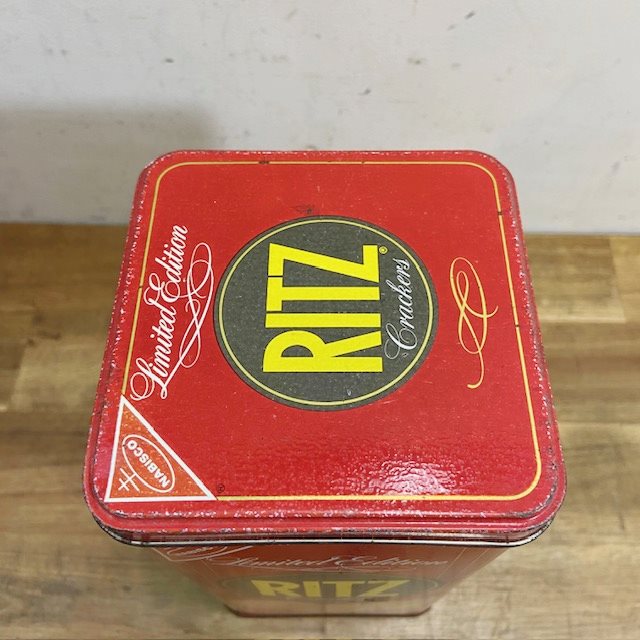 Limited Edition
RITZ®
Crackers
NABISCO
Limited Edition
RITZ